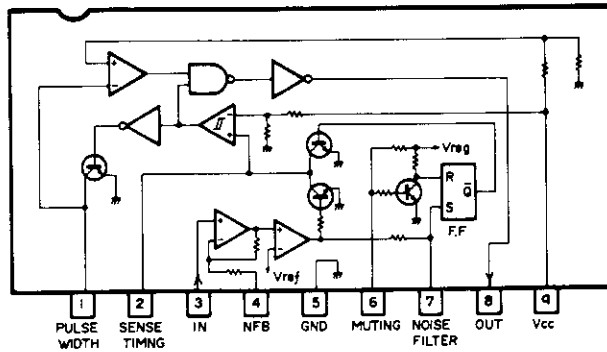 Vreg
R
Q̄
S
F.F
Vref
1 2 3 4 5 6 7 8 9
PULSE WIDTH
SENSE TIMNG
IN
NFB
GND
MUTING
NOISE FILTER
OUT
Vcc